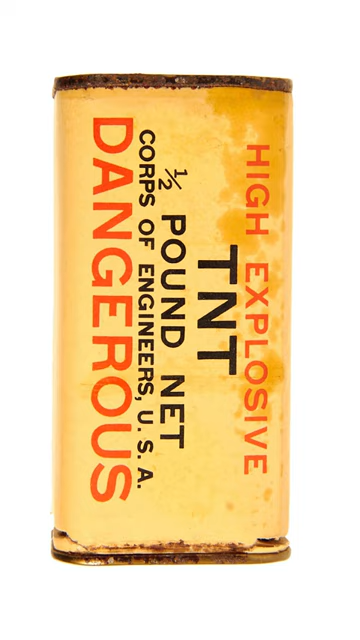 HIGH EXPLOSIVE
TNT
½ POUND NET
CORPS OF ENGINEERS, U. S. A.
DANGEROUS